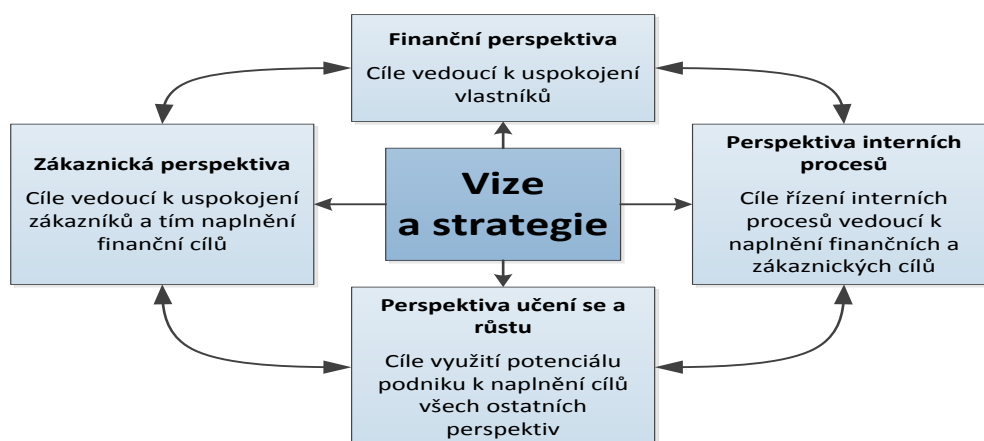 Finanční perspektiva
Cíle vedoucí k uspokojení
vlastníků
Zákaznická perspektiva
Cíle vedoucí k uspokojení
zákazníků a tím naplnění
finanční cílů
Vize
a strategie
Perspektiva interních
procesů
Cíle řízení interních
procesů vedoucí k
naplnění finančních a
zákaznických cílů
Perspektiva učení se a
růstu
Cíle využití potenciálu
podniku k naplnění cílů
všech ostatních
perspektiv